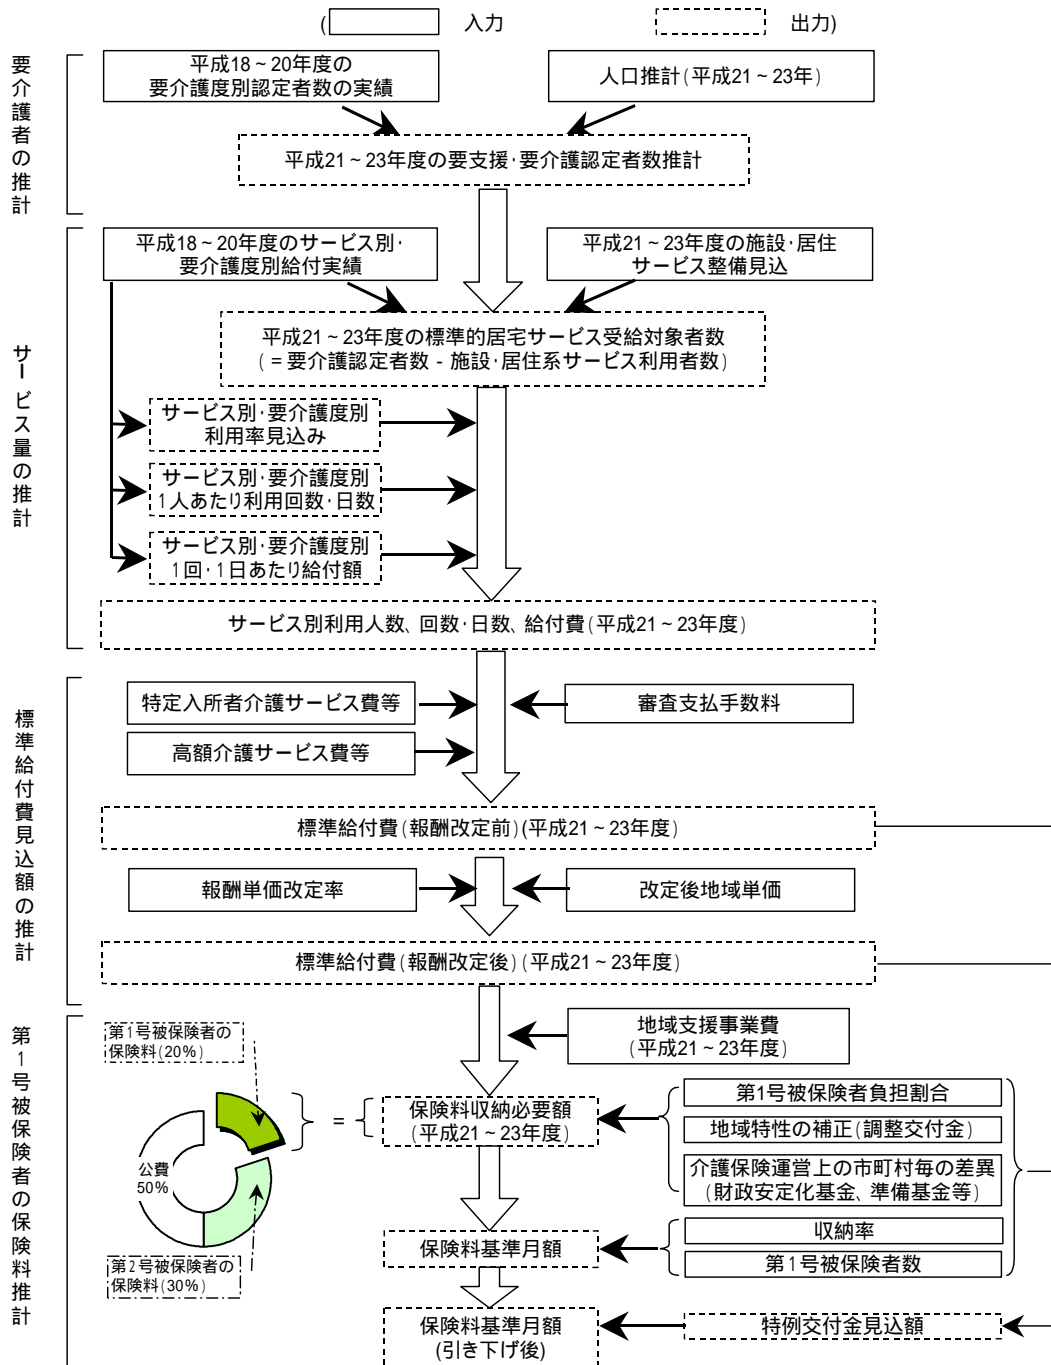 ( 入力 出力)
要介護者の推計
平成18～20年度の
要介護度別認定者数の実績
人口推計(平成21～23年)
平成21～23年度の要支援･要介護認定者数推計
サービス量の推計
平成18～20年度のサービス別･
要介護度別給付実績
平成21～23年度の施設･居住
サービス整備見込
平成21～23年度の標準的居宅サービス受給対象者数
(＝要介護認定者数 - 施設･居住系サービス利用者数)
サービス別･要介護度別
利用率見込み
サービス別･要介護度別
1人あたり利用回数･日数
サービス別･要介護度別
1回･1日あたり給付額
サービス別利用人数、回数･日数、給付費(平成21～23年度)
標準給付費見込額の推計
特定入所者介護サービス費等
審査支払手数料
高額介護サービス費等
標準給付費(報酬改定前)(平成21～23年度)
報酬単価改定率
改定後地域単価
標準給付費(報酬改定後)(平成21～23年度)
第1号被保険者の保険料推計
地域支援事業費
(平成21～23年度)
第1号被保険者の
保険料(20%)
公費
50%
第2号被保険者の
保険料(30%)
=
保険料収納必要額
(平成21～23年度)
第1号被保険者負担割合
地域特性の補正(調整交付金)
介護保険運営上の市町村毎の差異
(財政安定化基金、準備基金等)
保険料基準月額
収納率
第1号被保険者数
保険料基準月額
(引き下げ後)
特例交付金見込額